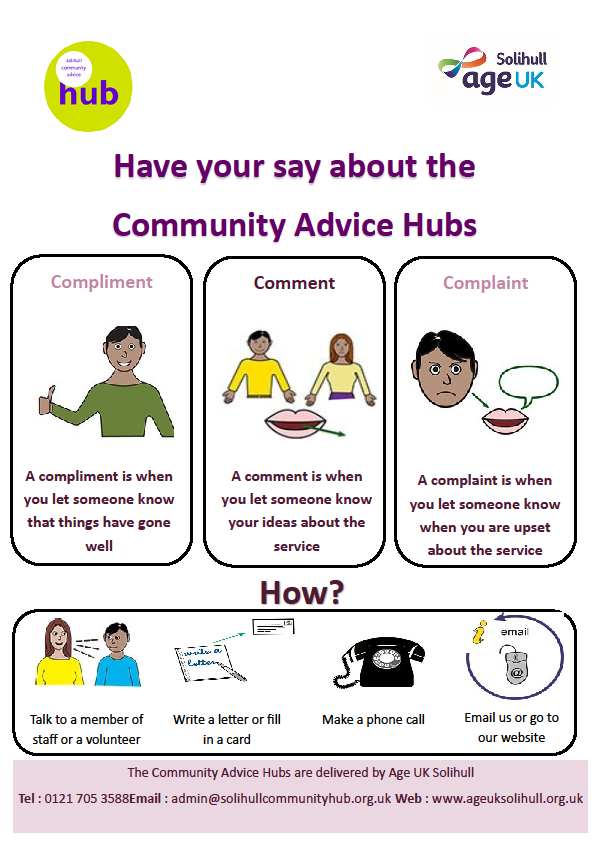 solihull
community
advice
hub
Solihull
ageUK
Have your say about the
Community Advice Hubs
Compliment
A compliment is when
you let someone know
that things have gone
well
Comment
A comment is when
you let someone know
your ideas about the
service
Complaint
A complaint is when
you let someone know
when you are upset
about the service
How?
write a
letter
Talk to a member of
staff or a volunteer
Write a letter or fill
in a card
Make a phone call
i email
@
Email us or go to
our website
The Community Advice Hubs are delivered by Age UK Solihull
Tel : 0121 705 3588Email : admin@solihullcommunityhub.org.uk Web : www.ageuksolihull.org.uk